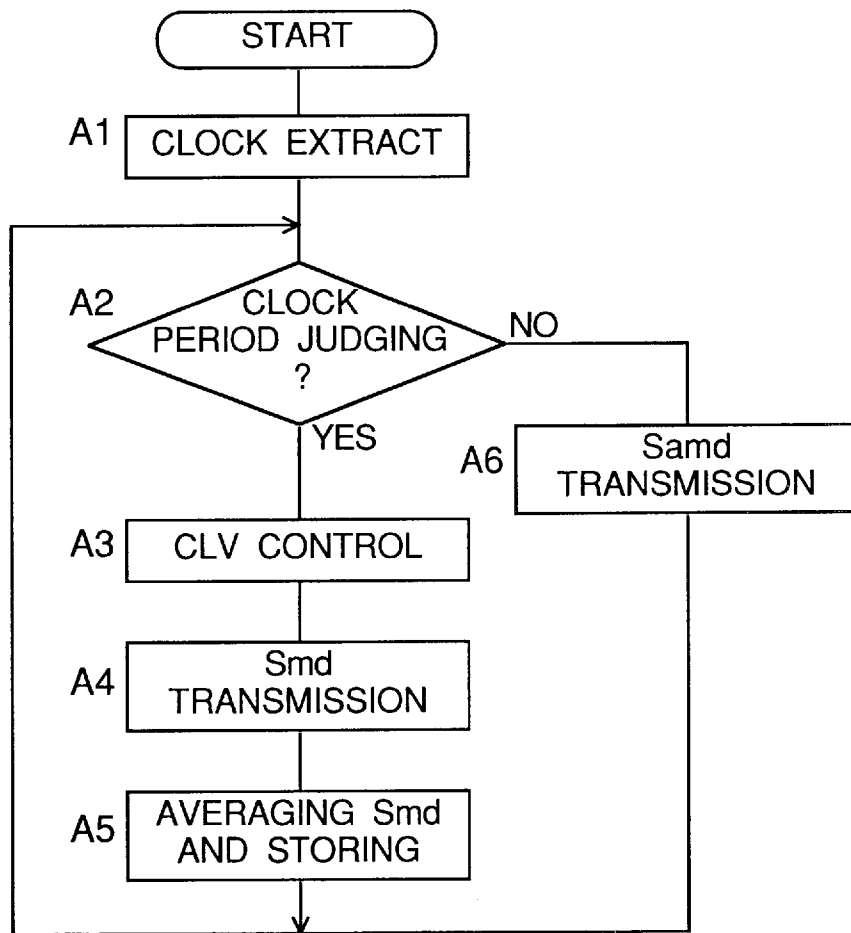 START
A1
CLOCK EXTRACT
A2
CLOCK
PERIOD JUDGING
?
NO
YES
A6
Samd
TRANSMISSION
A3
CLV CONTROL
A4
Smd
TRANSMISSION
A5
AVERAGING Smd
AND STORING